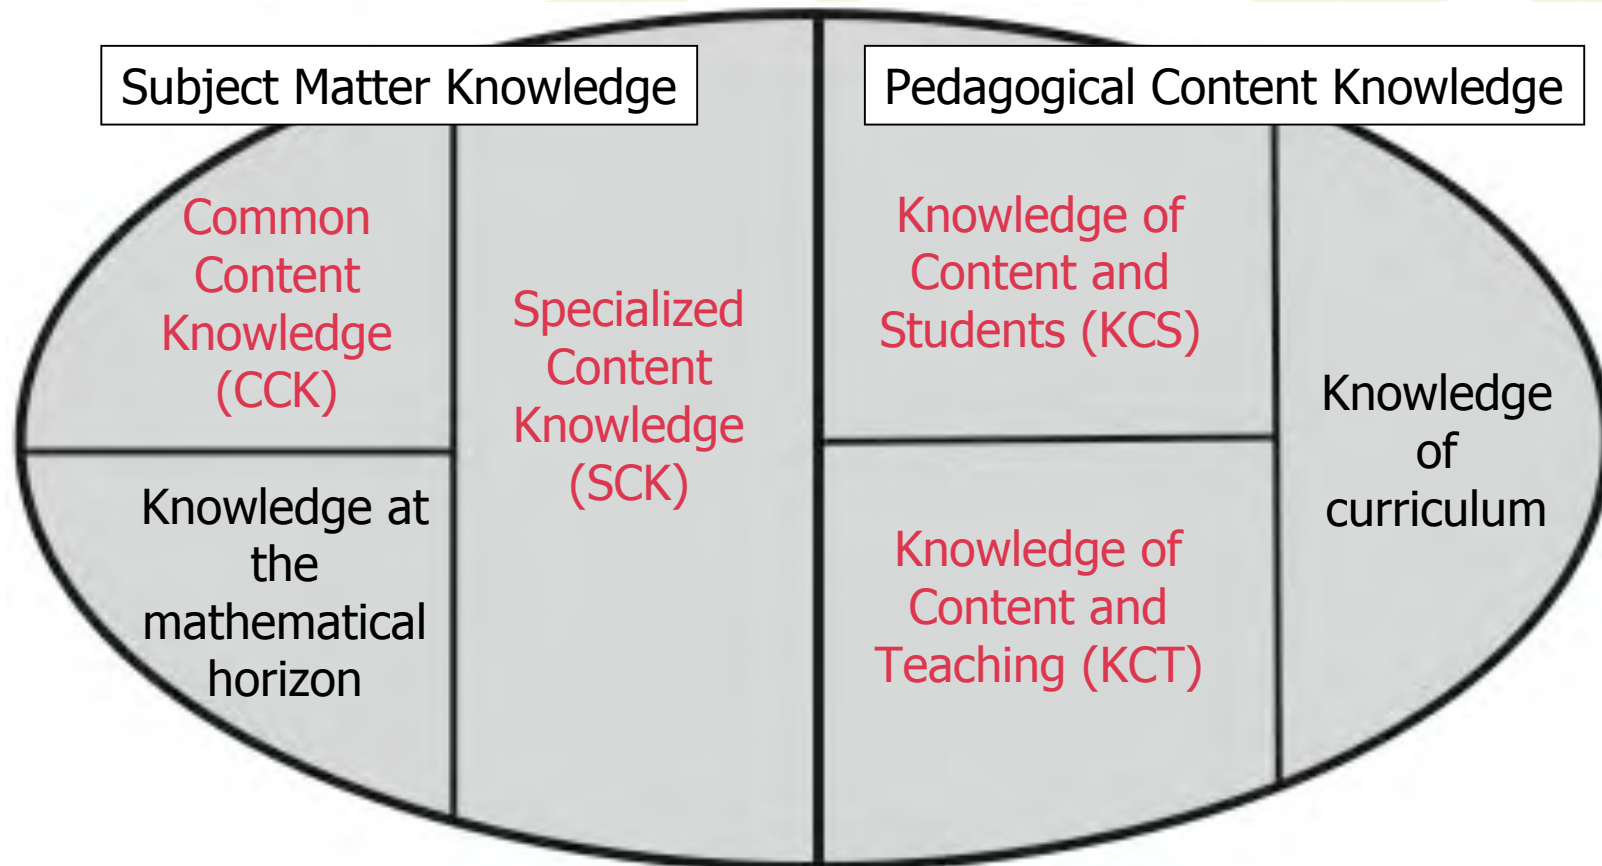 Subject Matter Knowledge
Pedagogical Content Knowledge
Common
Content
Knowledge
(CCK)
Knowledge at
the
mathematical
horizon
Specialized
Content
Knowledge
(SCK)
Knowledge of
Content and
Students (KCS)
Knowledge of
Content and
Teaching (KCT)
Knowledge
of
curriculum